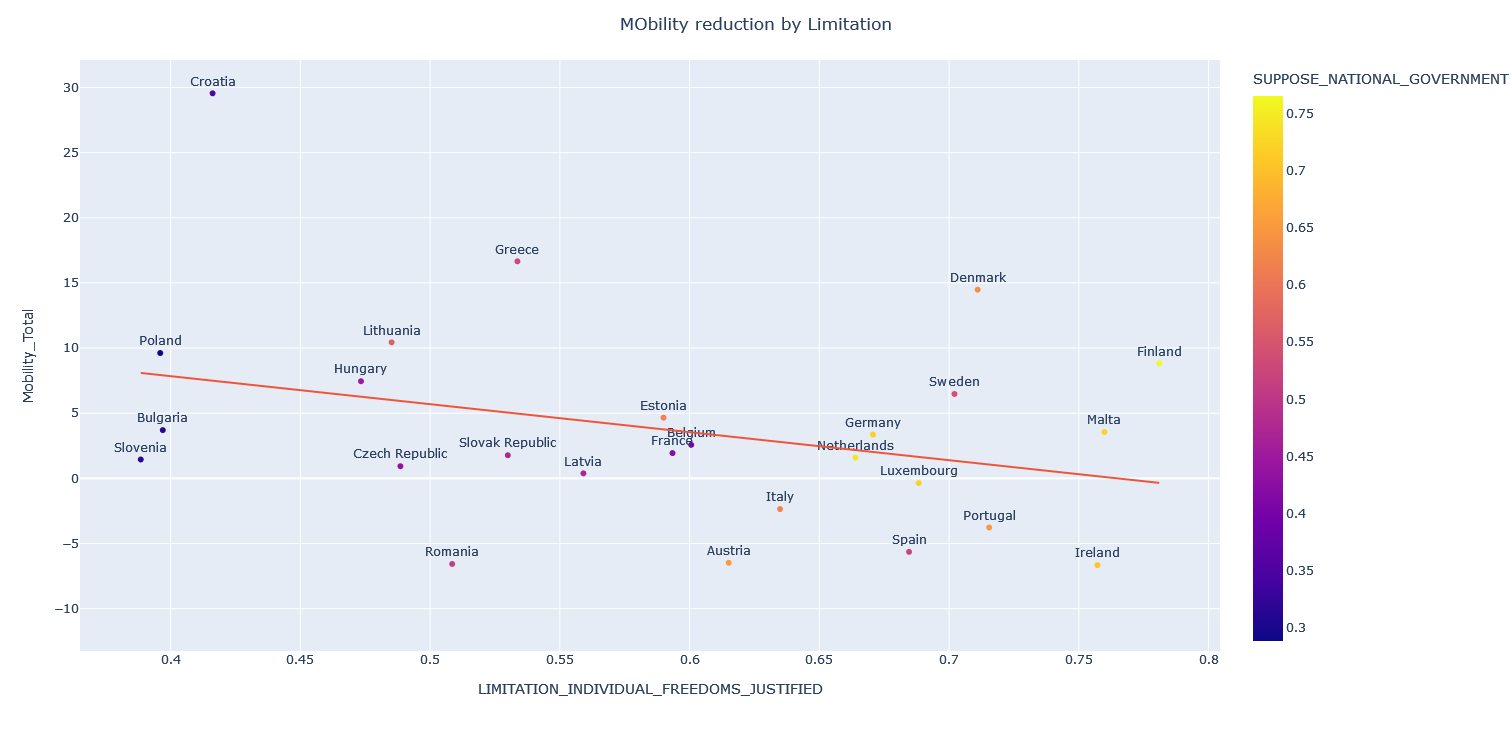 MObility reduction by Limitation
SUPPOSE_NATIONAL_GOVERNMENT
Mobility_Total
30
25
20
15
10
5
0
−5
−10
Croatia
Greece
Denmark
Lithuania
Poland
Finland
Hungary
Sweden
Estonia
Bulgaria
Malta
Germany
Belgium
France
Slovak Republic
Netherlands
Slovenia
Czech Republic
Latvia
Luxembourg
Italy
Portugal
Spain
Romania
Austria
Ireland
0.4
0.45
0.5
0.55
0.6
0.65
0.7
0.75
0.8
LIMITATION_INDIVIDUAL_FREEDOMS_JUSTIFIED
0.75
0.7
0.65
0.6
0.55
0.5
0.45
0.4
0.35
0.3